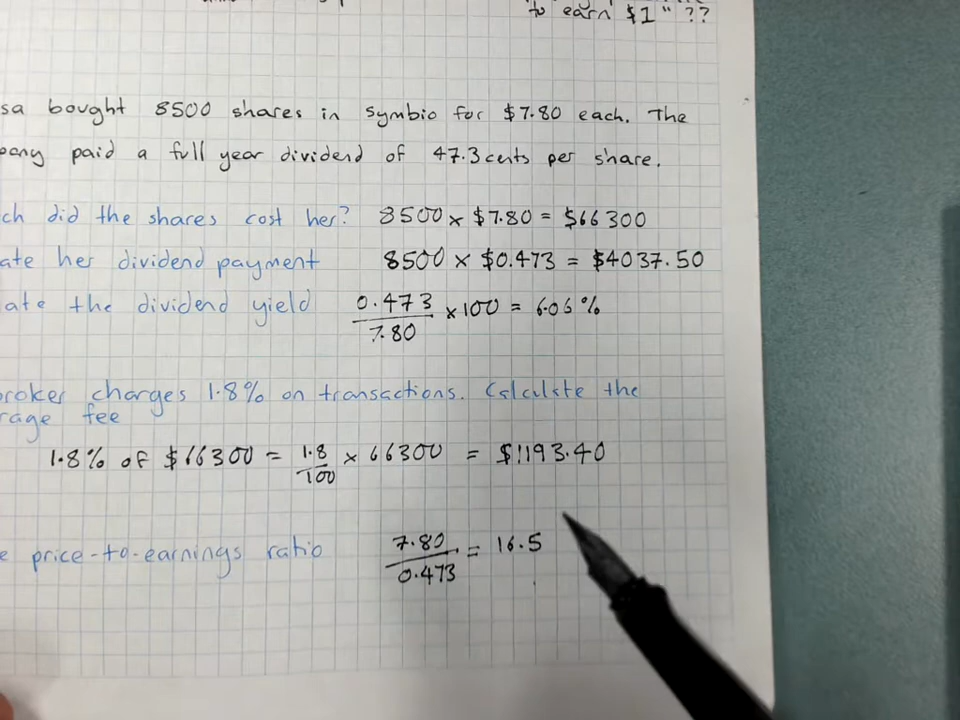 to earn $1" ??
sa bought 8500 shares in Symbio for $7.80 each. The
pany paid a full year dividend of 47.3 cents per share.
ch did the shares cost her? 8500 × $7.80 = $66300
ate her dividend payment 8500 × $0.473 = $4037.50
ate the dividend yield 0.473/7.80 × 100 = 6.06%
roker charges 1.8% on transactions. Calculate the
rage fee
1.8% of $66300 = 1.8/100 × 66300 = $1193.40
e price-to-earnings ratio 7.80/0.473 = 16.5